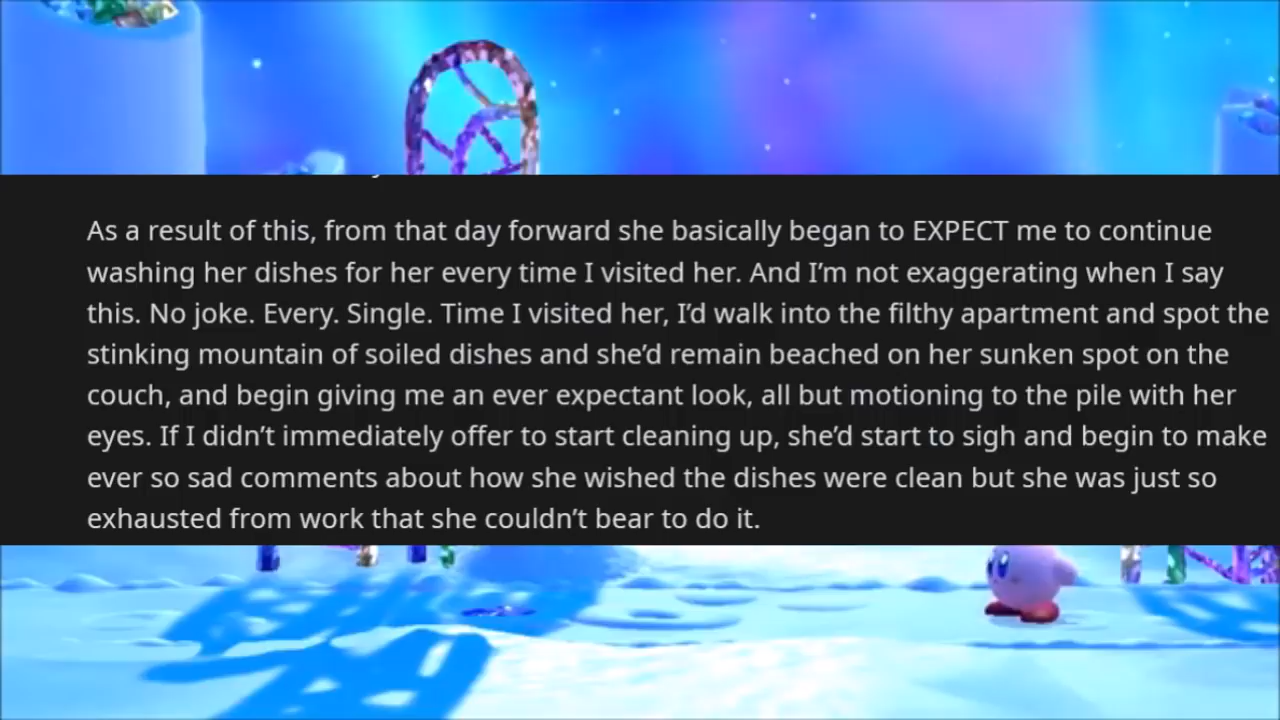 As a result of this, from that day forward she basically began to EXPECT me to continue
washing her dishes for her every time I visited her. And I’m not exaggerating when I say
this. No joke. Every. Single. Time I visited her, I’d walk into the filthy apartment and spot the
stinking mountain of soiled dishes and she’d remain beached on her sunken spot on the
couch, and begin giving me an ever expectant look, all but motioning to the pile with her
eyes. If I didn’t immediately offer to start cleaning up, she’d start to sigh and begin to make
ever so sad comments about how she wished the dishes were clean but she was just so
exhausted from work that she couldn’t bear to do it.